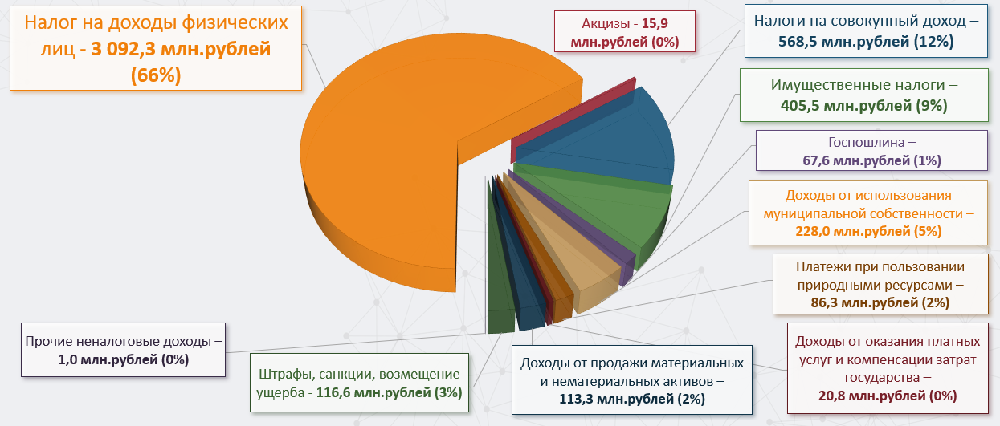 Налог на доходы физических
лиц - 3 092,3 млн.рублей
(66%)
Акцизы - 15,9
млн.рублей (0%)
Налоги на совокупный доход –
568,5 млн.рублей (12%)
Имущественные налоги –
405,5 млн.рублей (9%)
Госпошлина –
67,6 млн.рублей (1%)
Доходы от использования
муниципальной собственности –
228,0 млн.рублей (5%)
Платежи при пользовании
природными ресурсами –
86,3 млн.рублей (2%)
Доходы от оказания платных
услуг и компенсации затрат
государства –
20,8 млн.рублей (0%)
Доходы от продажи материальных
и нематериальных активов –
113,3 млн.рублей (2%)
Штрафы, санкции, возмещение
ущерба - 116,6 млн.рублей (3%)
Прочие неналоговые доходы –
1,0 млн.рублей (0%)